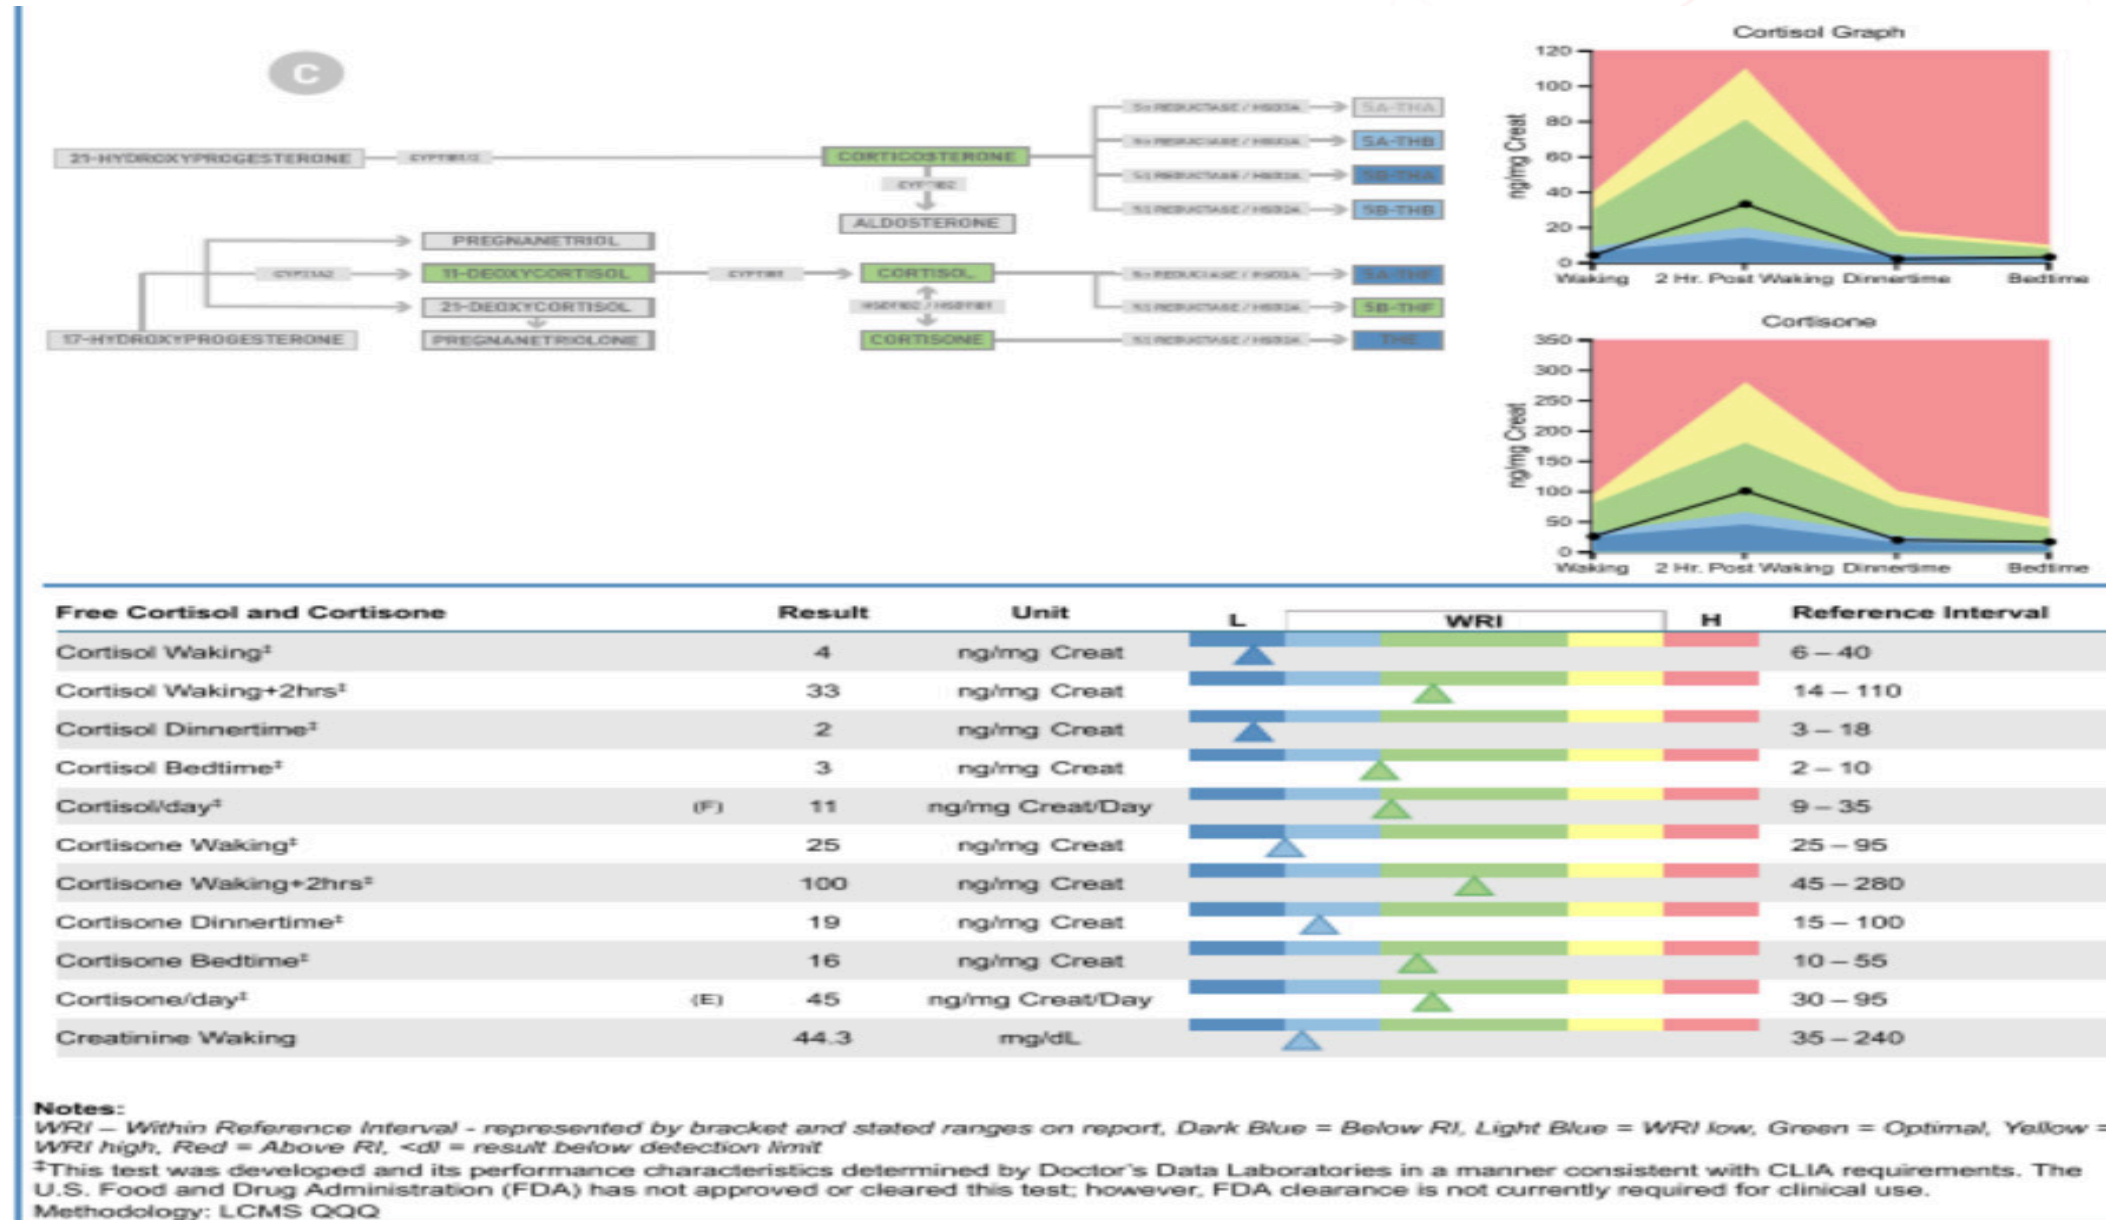 Cortisol Graph
120
100
80
60
40
20
0
ng/mg Creat
Waking 2 Hr. Post Waking Dinnertime Bedtime
C
5A-THA
21-HYDROXYPROGESTERONE CORTICOSTERONE 5A-THB
5B-THA
5B-THB
ALDOSTERONE
PREGNANETRIOL
CYP21A2 11-DEOXYCORTISOL CYP11B1 CORTISOL 5A-THF
21-DEOXYCORTISOL 5B-THF
17-HYDROXYPROGESTERONE PREGNANETRIOLONE CORTISONE THE
Cortisone
350
300
250
200
150
100
50
0
ng/mg Creat
Waking 2 Hr. Post Waking Dinnertime Bedtime
Free Cortisol and Cortisone Result Unit L WRI H Reference Interval
Cortisol Waking‡ 4 ng/mg Creat 6 – 40
Cortisol Waking+2hrs‡ 33 ng/mg Creat 14 – 110
Cortisol Dinnertime‡ 2 ng/mg Creat 3 – 18
Cortisol Bedtime‡ 3 ng/mg Creat 2 – 10
Cortisol/day‡ (F) 11 ng/mg Creat/Day 9 – 35
Cortisone Waking‡ 25 ng/mg Creat 25 – 95
Cortisone Waking+2hrs‡ 100 ng/mg Creat 45 – 280
Cortisone Dinnertime‡ 19 ng/mg Creat 15 – 100
Cortisone Bedtime‡ 16 ng/mg Creat 10 – 55
Cortisone/day‡ (E) 45 ng/mg Creat/Day 30 – 95
Creatinine Waking 44.3 mg/dL 35 – 240
Notes:
WRI – Within Reference Interval - represented by bracket and stated ranges on report, Dark Blue = Below RI, Light Blue = WRI low, Green = Optimal, Yellow =
WRI high, Red = Above RI, <dl = result below detection limit
‡This test was developed and its performance characteristics determined by Doctor's Data Laboratories in a manner consistent with CLIA requirements. The
U.S. Food and Drug Administration (FDA) has not approved or cleared this test; however, FDA clearance is not currently required for clinical use.
Methodology: LCMS QQQ